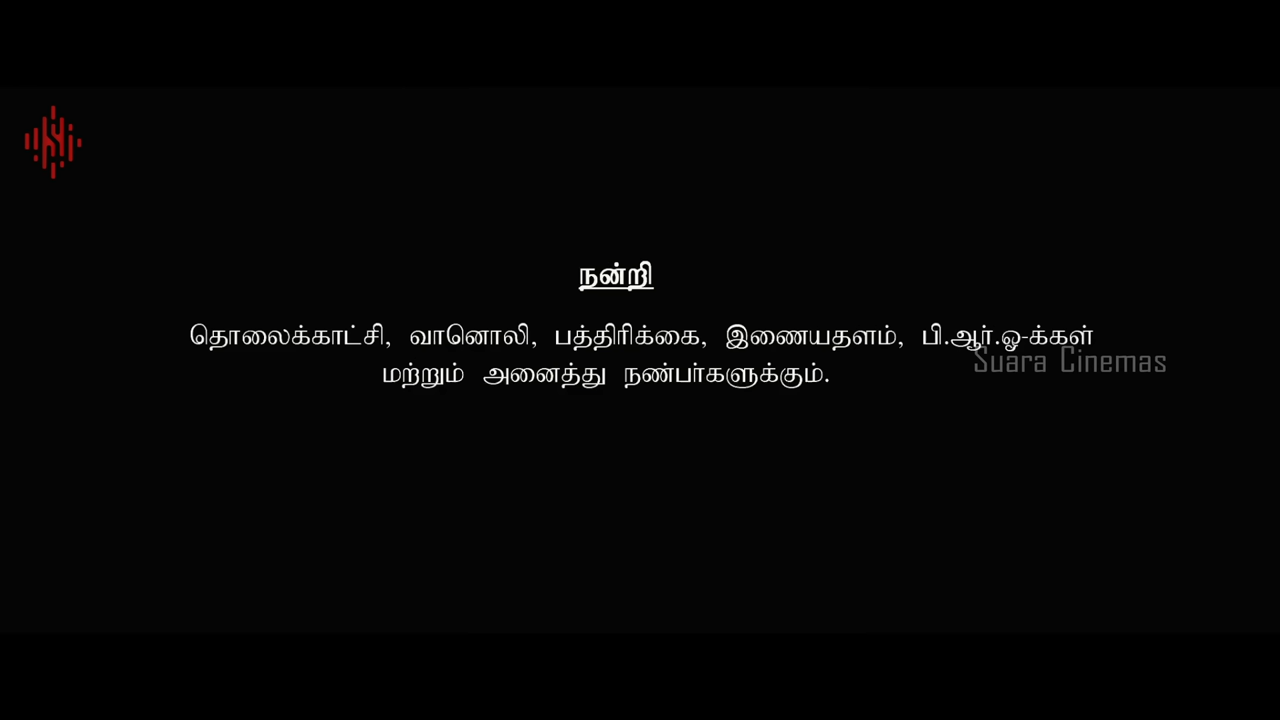 நன்றி
தொலைக்காட்சி, வானொலி, பத்திரிக்கை, இணையதளம், பி.ஆர்.ஓ-க்கள்
மற்றும் அனைத்து நண்பர்களுக்கும்.
Suara Cinemas